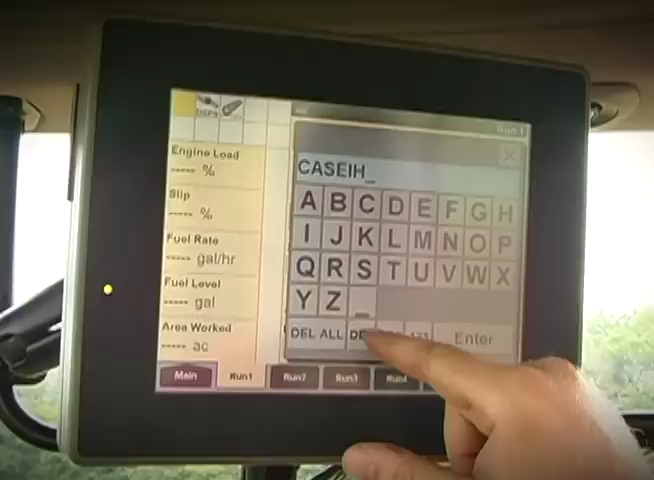 DGPS
Run 1
Engine Load
----- %
Slip
----- %
Fuel Rate
----- gal/hr
Fuel Level
----- gal
Area Worked
----- ac
CASEIH_
A B C D E F G H
I J K L M N O P
Q R S T U V W X
Y Z _
DEL ALL Enter
Main Run1 Run2 Run3 Run4